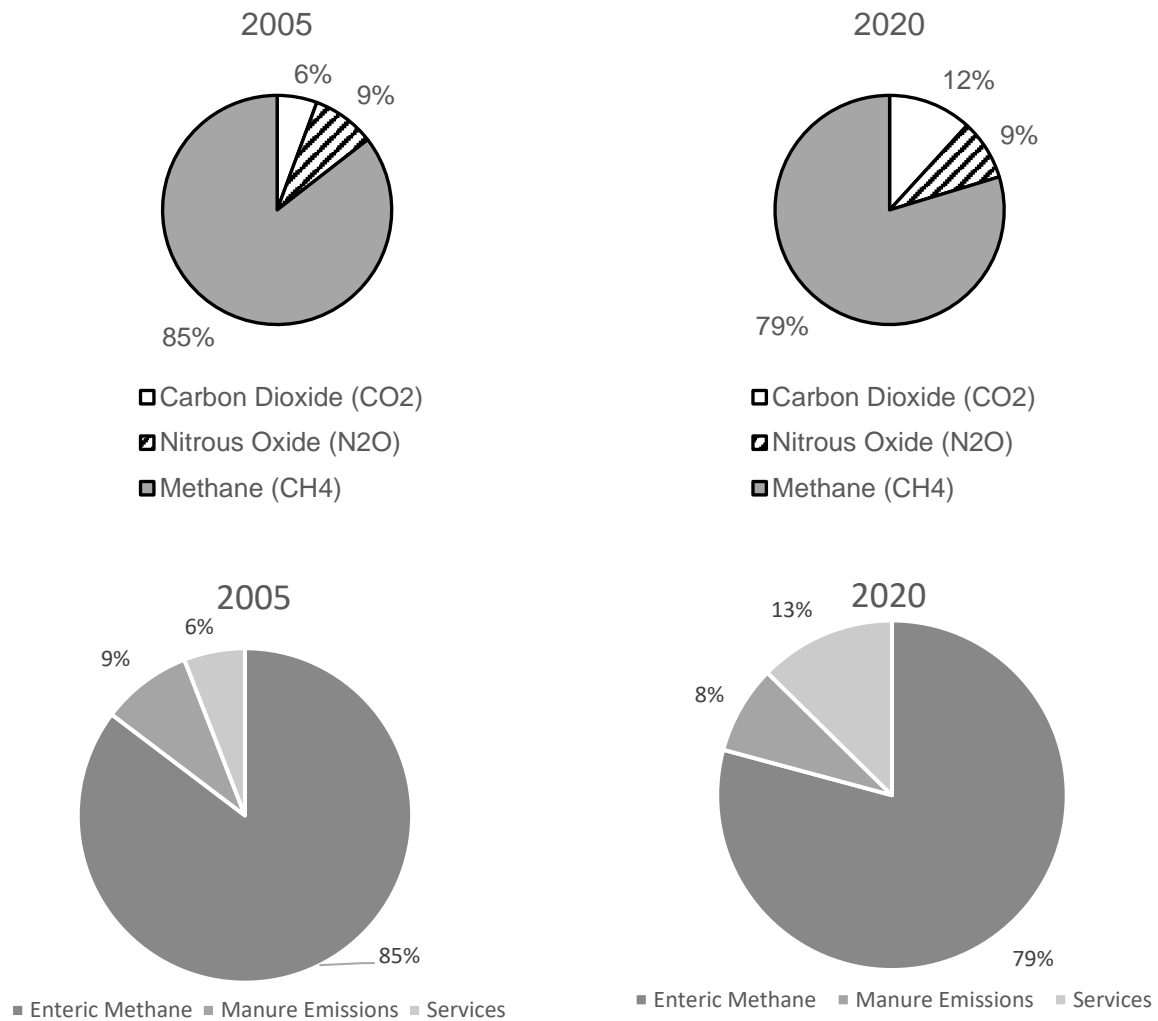 2005
6%
9%
85%
Carbon Dioxide (CO2)
Nitrous Oxide (N2O)
Methane (CH4)
2020
12%
9%
79%
Carbon Dioxide (CO2)
Nitrous Oxide (N2O)
Methane (CH4)
2005
6%
9%
85%
Enteric Methane Manure Emissions Services
2020
13%
8%
79%
Enteric Methane Manure Emissions Services